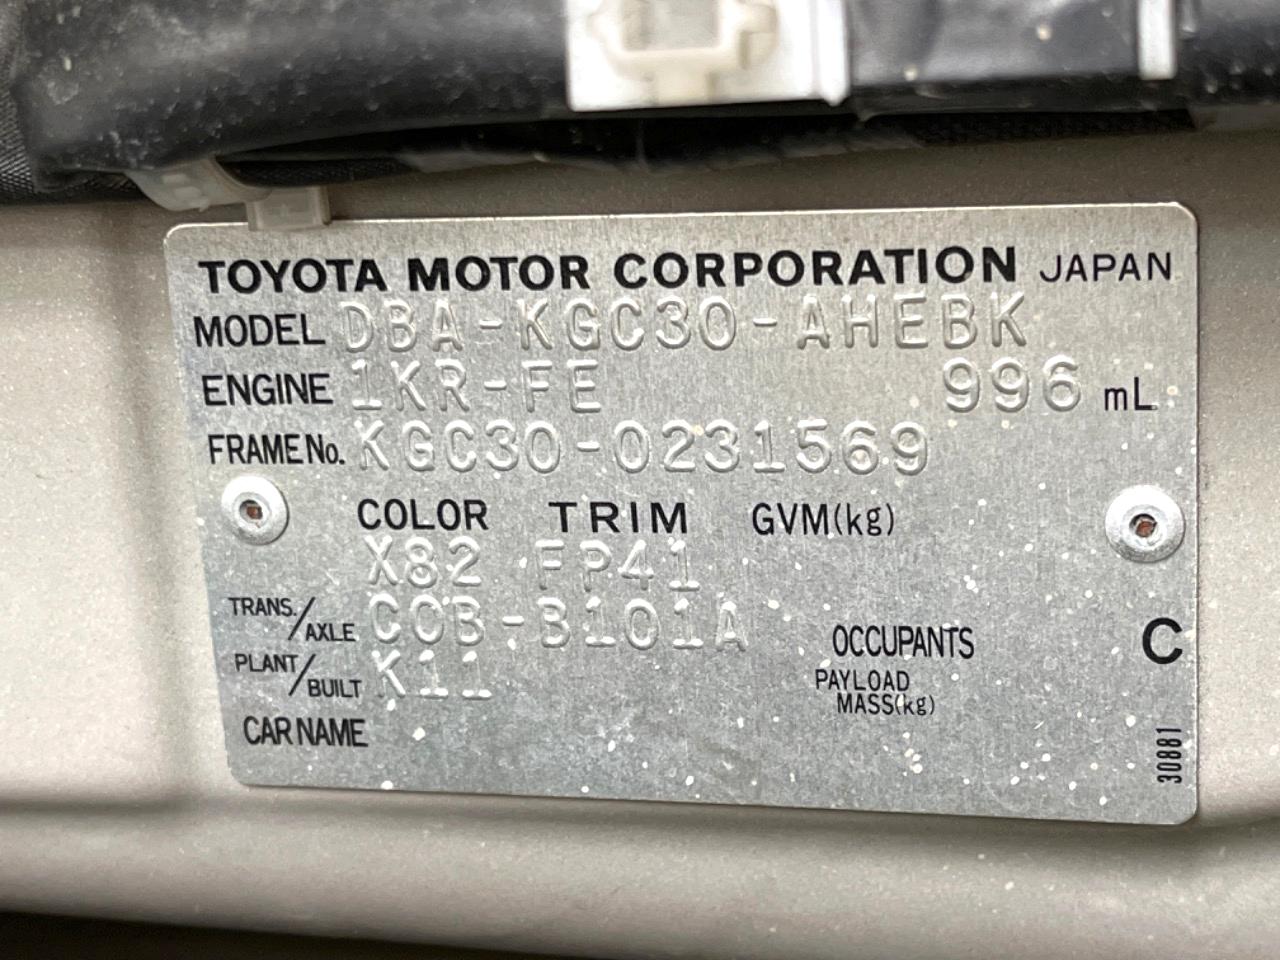 TOYOTA MOTOR CORPORATION JAPAN
MODEL DBA-KGC30-AHEBK
ENGINE 1KR-FE 996 mL
FRAME No. KGC30-0231569
COLOR TRIM GVM(kg)
X82 FP41
TRANS./AXLE CCB-B101A
OCCUPANTS C
PLANT/BUILT K11
PAYLOAD
MASS(kg)
CAR NAME
30881